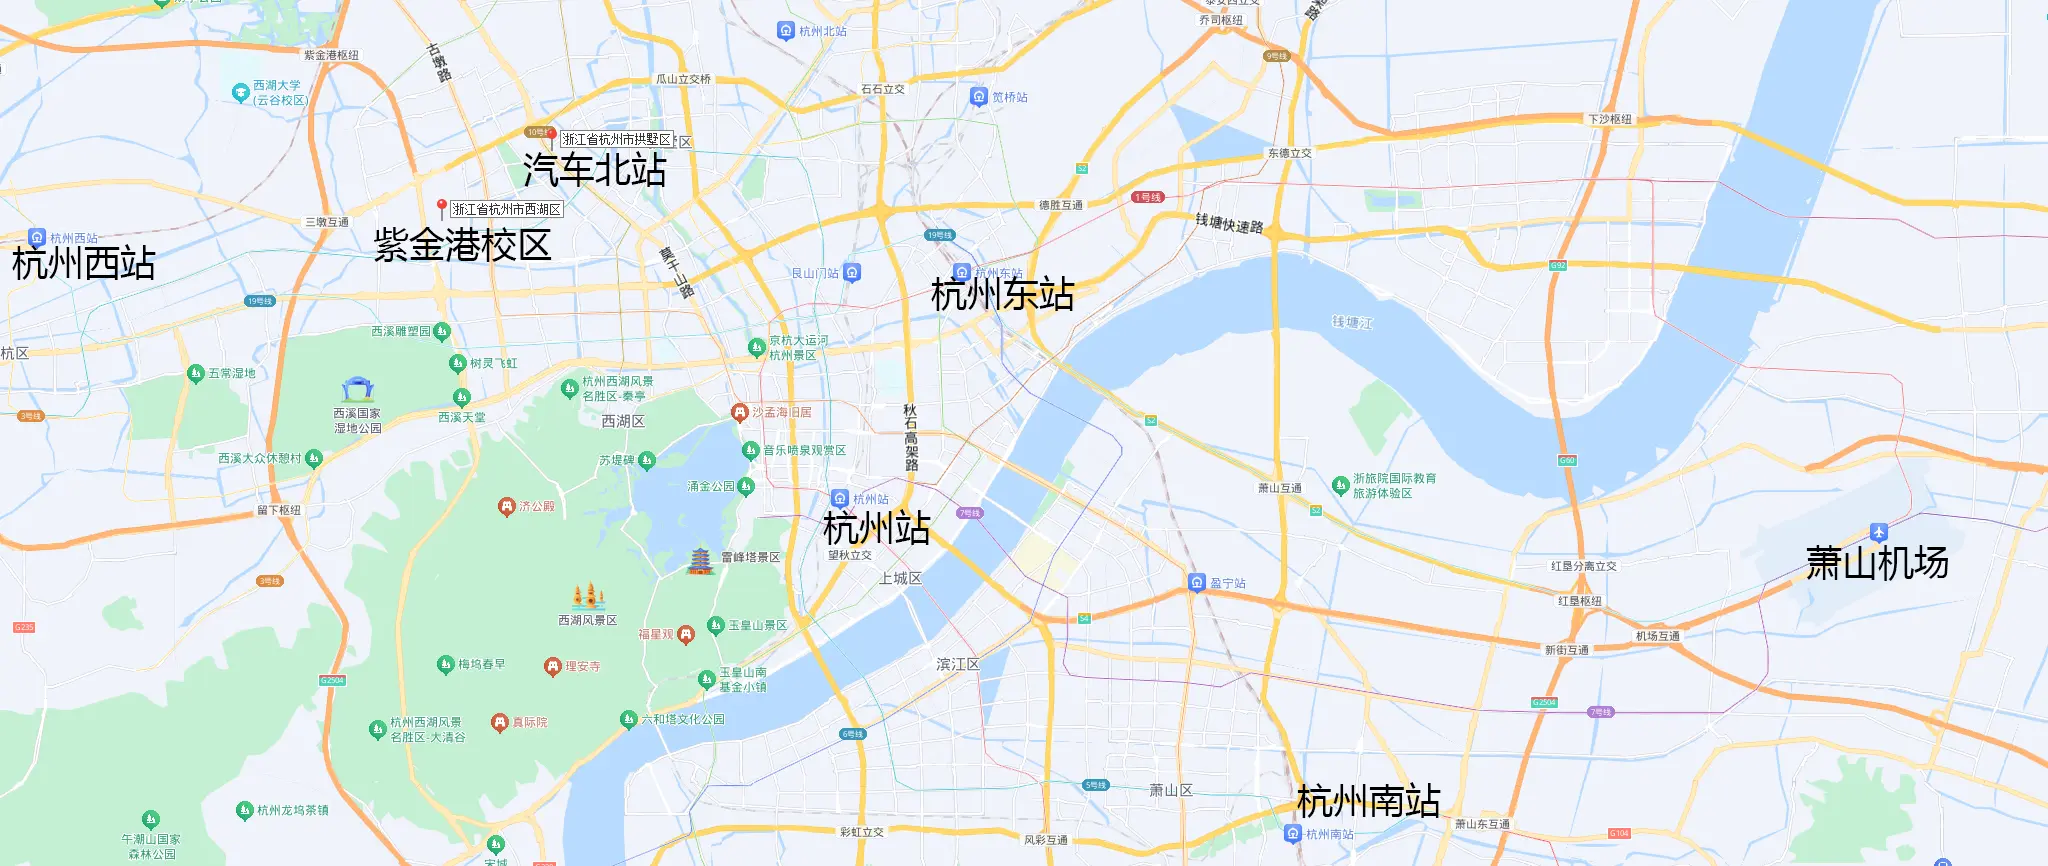 泰安西立交
乔司枢纽
杭州北站
紫金港枢纽
古墩路
9号线
瓜山立交桥
西湖大学
(云谷校区)
石石立交
笕桥站
下沙枢纽
10号线
浙江省杭州市拱墅区
区
汽车北站
东德立交
S2
1号线
浙江省杭州市西湖区
德胜互通
三墩互通
钱塘快速路
紫金港校区
19号线
杭州西站
杭州西站
莫干山路
艮山门站
杭州东站
杭州东站
G92
19号线
钱塘江
西溪雕塑园
京杭大运河
杭州景区
杭区
树灵飞虹
五常湿地
杭州西湖风景
名胜区-秦亭
西溪国家
湿地公园
西溪天堂
3号线
西湖区
沙孟海旧居
秋石高架路
S2
音乐喷泉观赏区
西溪大众休憩村
苏堤碑
G60
涌金公园
萧山互通
浙旅院国际教育
旅游体验区
杭州站
济公殿
留下枢纽
7号线
S2
杭州站
望秋立交
雷峰塔景区
萧山机场
红垦分离立交
上城区
3号线
盈宁站
红垦枢纽
西湖风景区
S4
G235
福星观
玉皇山景区
机场互通
新街互通
梅坞春早
理安寺
滨江区
玉皇山南
基金小镇
G2504
G2504
7号线
杭州西湖风景
名胜区-大清谷
真际院
六和塔文化公园
6号线
5号线
萧山区
杭州南站
杭州龙坞茶镇
午潮山国家
森林公园
彩虹立交
风彩互通
杭州南站
萧山东互通
G104
宋城